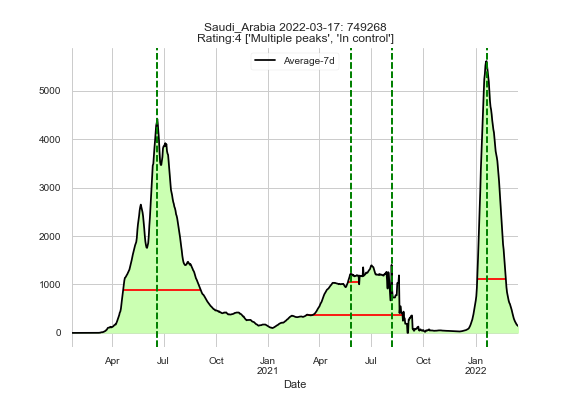 Saudi_Arabia 2022-03-17: 749268
Rating:4 ['Multiple peaks', 'In control']
Average-7d
5000
4000
3000
2000
1000
0
Apr Jul Oct Jan Apr Jul Oct Jan
2021 2022
Date